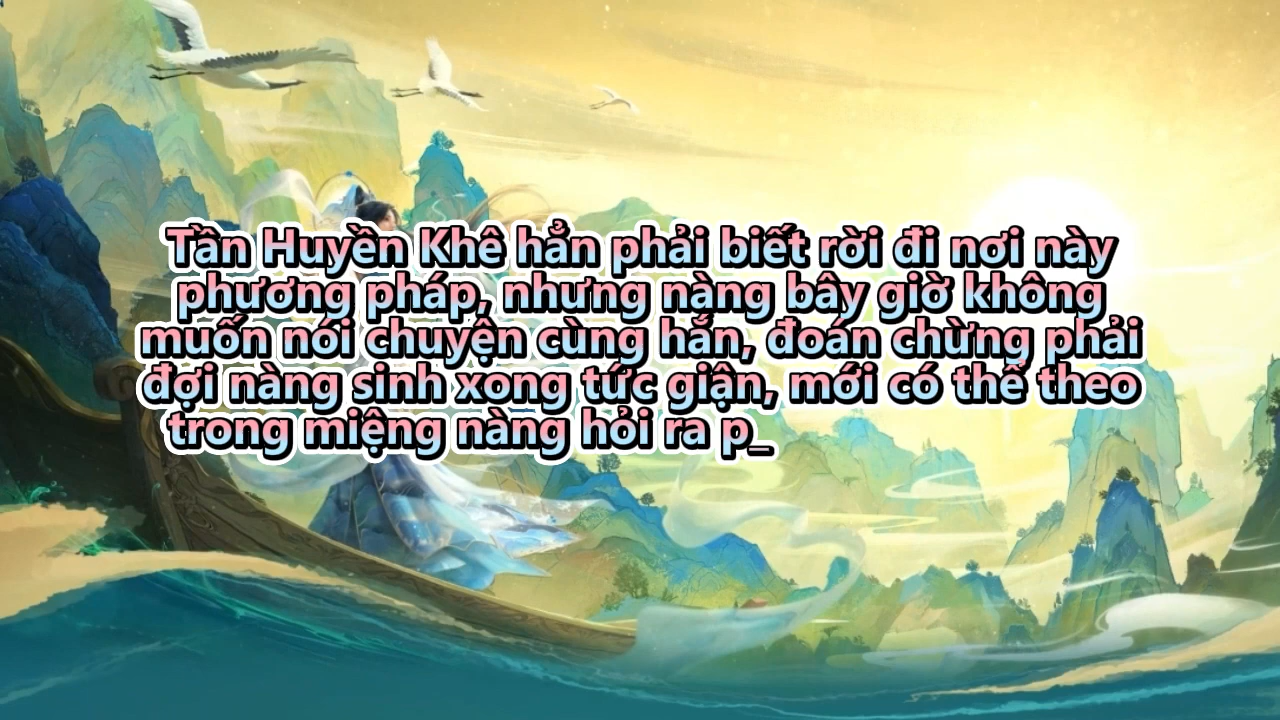 Tần Huyền Khê hẳn phải biết rời đi nơi này
phương pháp, nhưng nàng bây giờ không
muốn nói chuyện cùng hắn, đoán chừng phải
đợi nàng sinh xong tức giận, mới có thể theo
trong miệng nàng hỏi ra p_